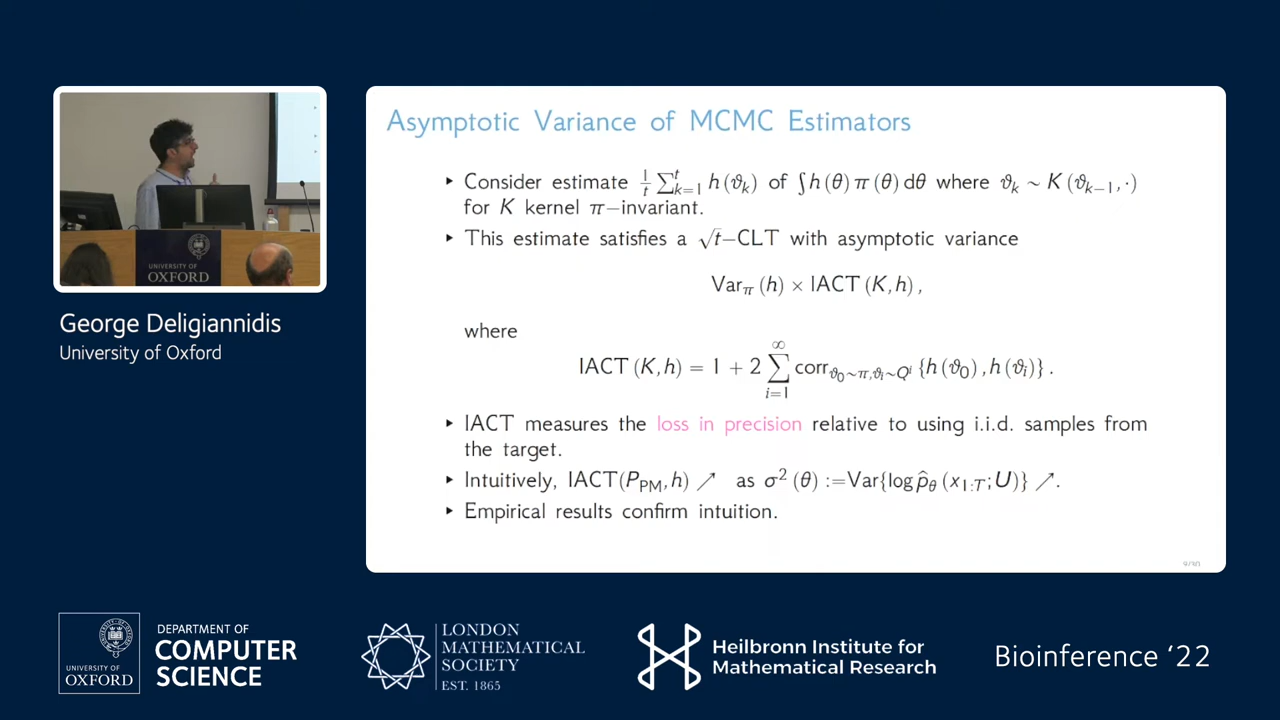 UNIVERSITY OF
OXFORD
George Deligiannidis
University of Oxford
Asymptotic Variance of MCMC Estimators
▸ Consider estimate 1/t ∑_{k=1}^{t} h(ϑ_k) of ∫h(θ)π(θ)dθ where ϑ_k ∼ K(ϑ_{k−1},·)
for K kernel π−invariant.
▸ This estimate satisfies a √t−CLT with asymptotic variance
Var_π(h) × IACT(K,h),
where
IACT(K,h) = 1 + 2 ∑_{i=1}^{∞} corr_{ϑ_0∼π,ϑ_i∼Q^i} {h(ϑ_0),h(ϑ_i)}.
▸ IACT measures the loss in precision relative to using i.i.d. samples from
the target.
▸ Intuitively, IACT(P_PM,h) ↗ as σ²(θ) :=Var{log p̂_θ(x_{1:T};U)} ↗.
▸ Empirical results confirm intuition.
9/30
UNIVERSITY OF
OXFORD
DEPARTMENT OF
COMPUTER
SCIENCE
LONDON
MATHEMATICAL
SOCIETY
EST. 1865
Heilbronn Institute for
Mathematical Research
Bioinference ‘22